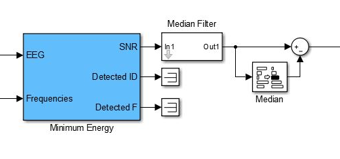 Median Filter
EEG
SNR
In1
Out1
Detected ID
Frequencies
Detected F
Median
Minimum Energy